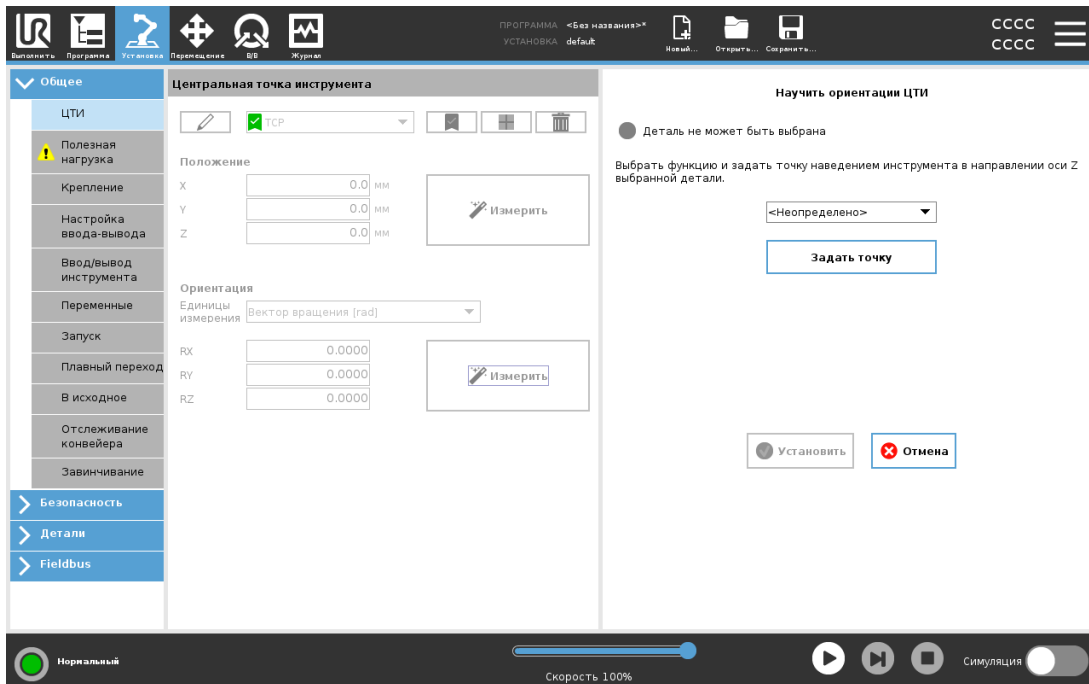 UR
ПРОГРАММА <Без названия>*
УСТАНОВКА default
CCCC
CCCC
Выполнить Программа Установка Перемещение В/В Журнал
Новый... Открыть... Сохранить...
Общее
ЦТИ
Полезная
нагрузка
Крепление
Настройка
ввода-вывода
Ввод/вывод
инструмента
Переменные
Запуск
Плавный переход
В исходное
Отслеживание
конвейера
Завинчивание
Безопасность
Детали
Fieldbus
Центральная точка инструмента
TCP
Положение
X 0.0 мм
Y 0.0 мм
Z 0.0 мм
Измерить
Ориентация
Единицы
измерения
Вектор вращения [rad]
RX 0.0000
RY 0.0000
RZ 0.0000
Измерить
Научить ориентации ЦТИ
Деталь не может быть выбрана
Выбрать функцию и задать точку наведением инструмента в направлении оси Z
выбранной детали.
<Неопределено>
Задать точку
Установить
Отмена
Нормальный
Скорость 100%
Симуляция